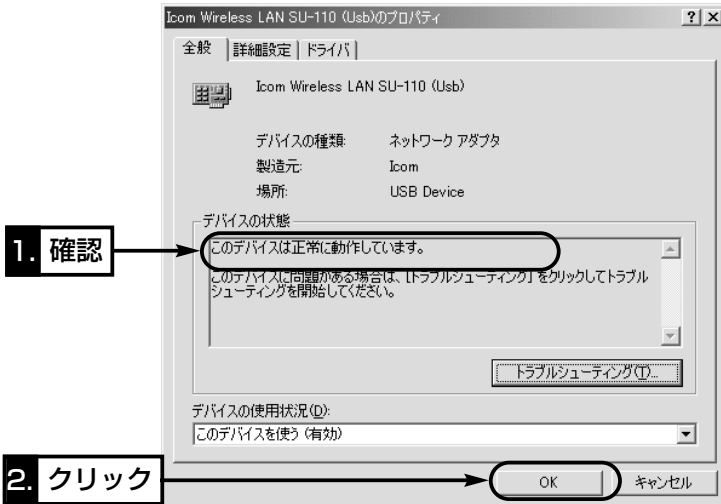 Icom Wireless LAN SU-110 (Usb)のプロパティ
全般 詳細設定 ドライバ
Icom Wireless LAN SU-110 (Usb)
デバイスの種類: ネットワーク アダプタ
製造元: Icom
場所: USB Device
デバイスの状態
1. 確認
このデバイスは正常に動作しています。
このデバイスに問題がある場合は、[トラブルシューティング] をクリックしてトラブル
シューティングを開始してください。
トラブルシューティング(T)...
デバイスの使用状況(D):
このデバイスを使う (有効)
2. クリック
OK キャンセル